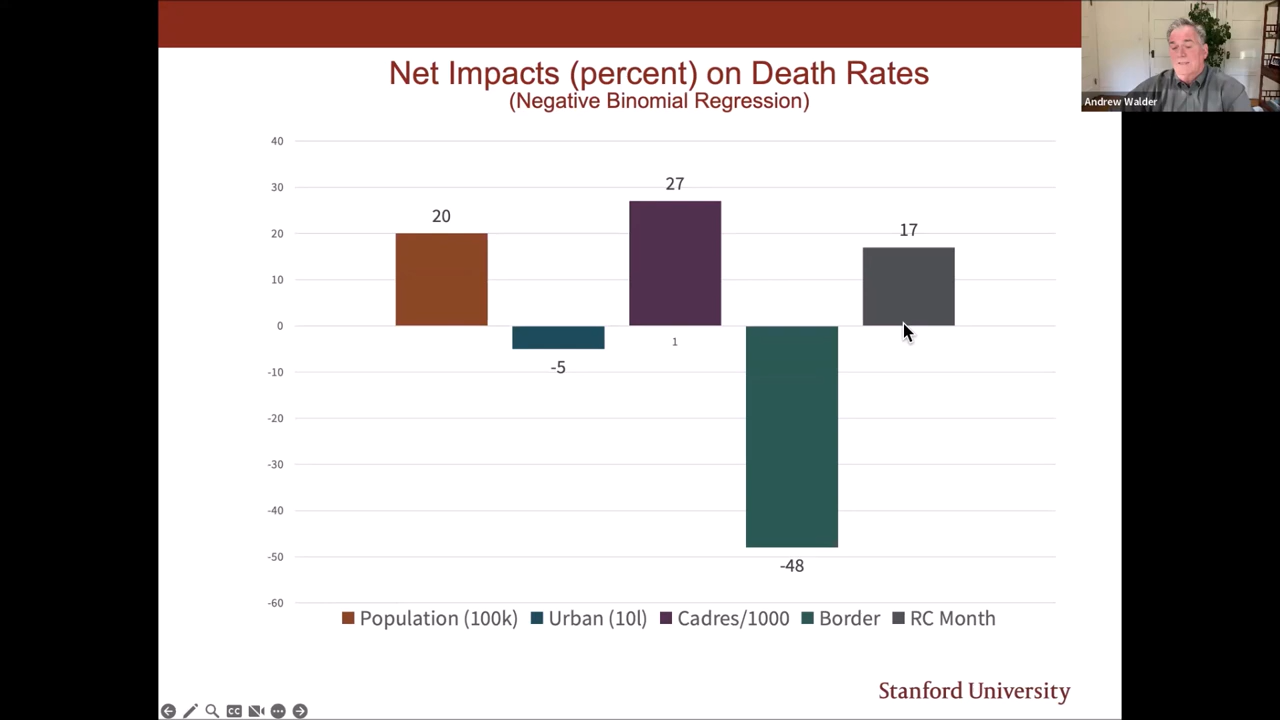 Net Impacts (percent) on Death Rates
(Negative Binomial Regression)
Andrew Walder
40
30
20
10
0
-10
-20
-30
-40
-50
-60
20
-5
27
1
-48
17
Population (100k) Urban (10l) Cadres/1000 Border RC Month
Stanford University
CC